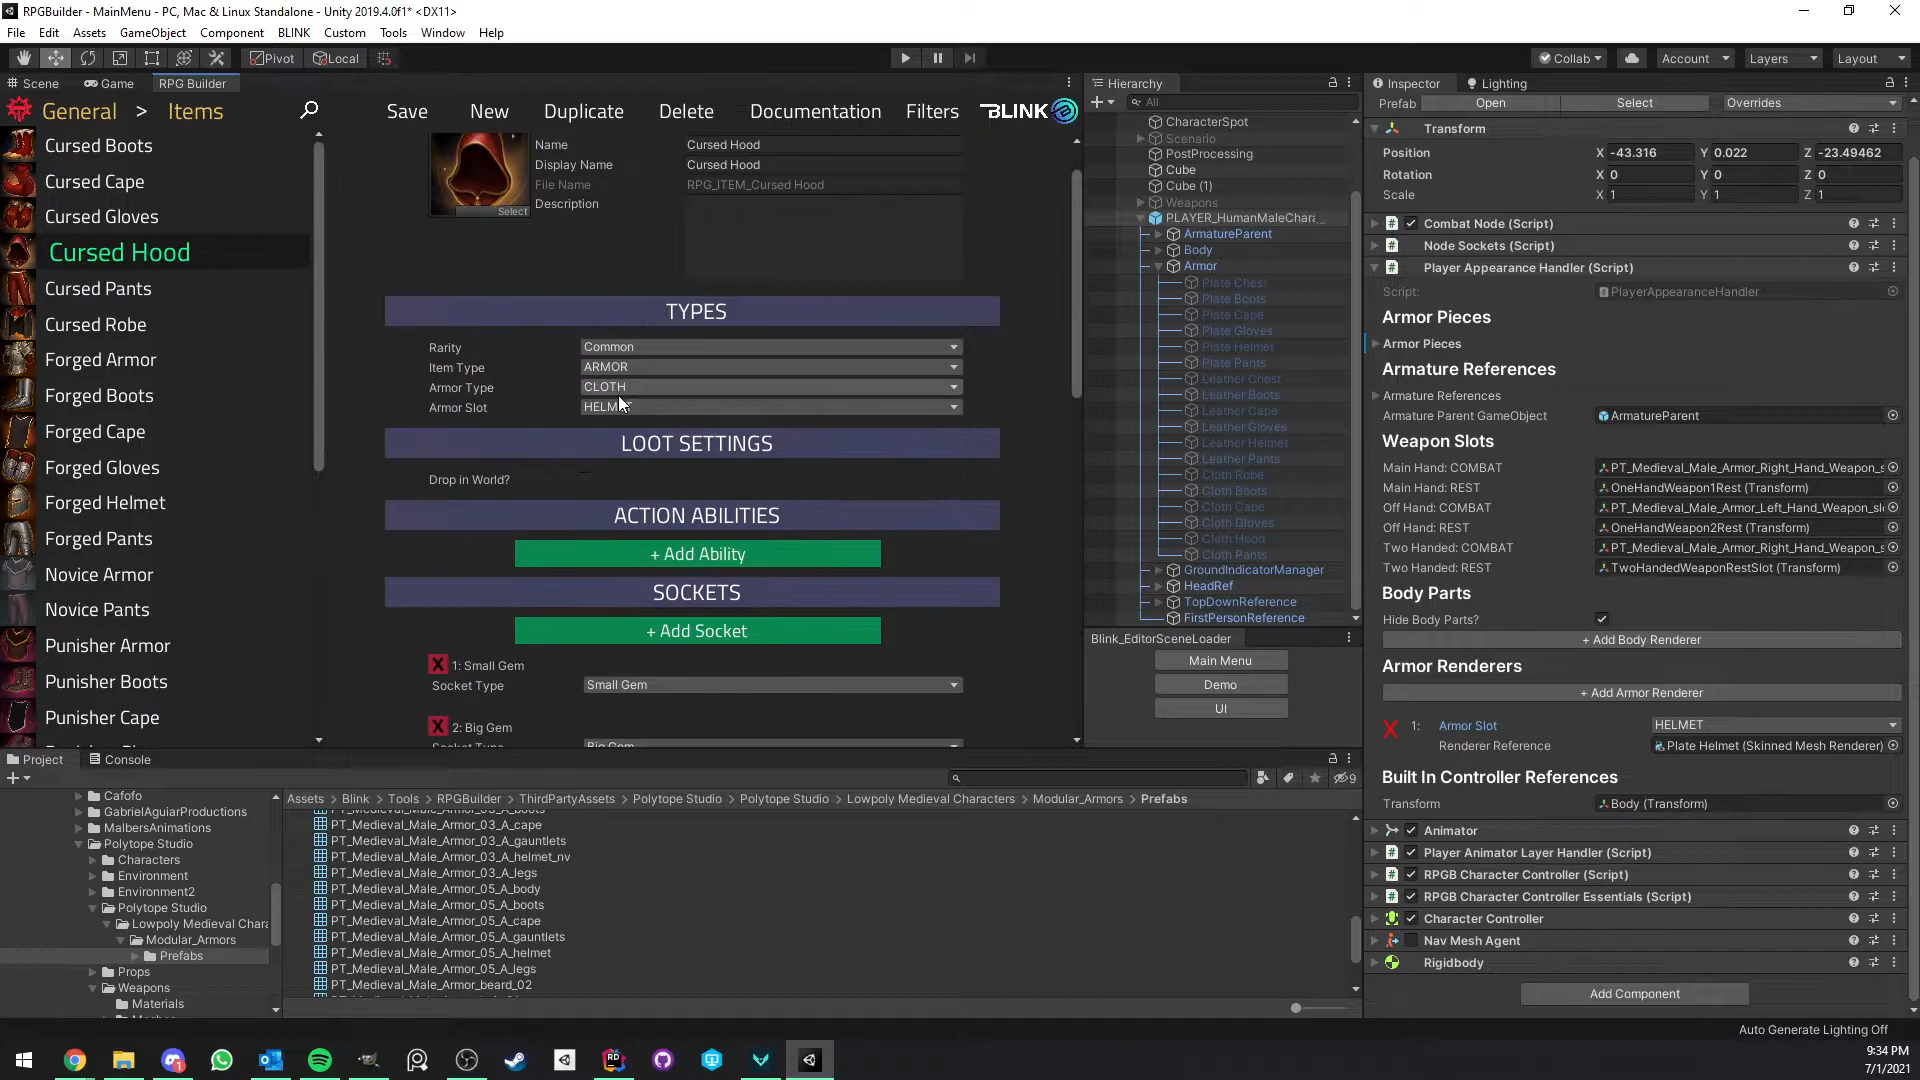 RPGBuilder - MainMenu - PC, Mac & Linux Standalone - Unity 2019.4.0f1* <DX11>
File Edit Assets GameObject Component BLINK Custom Tools Window Help
Pivot Local Collab Account Layers Layout
Scene Game RPG Builder
General > Items
Save New Duplicate Delete Documentation Filters BLINK
Cursed Boots
Cursed Cape
Cursed Gloves
Cursed Hood
Cursed Pants
Cursed Robe
Forged Armor
Forged Boots
Forged Cape
Forged Gloves
Forged Helmet
Forged Pants
Novice Armor
Novice Pants
Punisher Armor
Punisher Boots
Punisher Cape
Select
Name Cursed Hood
Display Name Cursed Hood
File Name RPG_ITEM_Cursed Hood
Description
TYPES
Rarity Common
Item Type ARMOR
Armor Type CLOTH
Armor Slot HELMET
LOOT SETTINGS
Drop in World?
ACTION ABILITIES
+ Add Ability
SOCKETS
+ Add Socket
X 1: Small Gem
Socket Type Small Gem
X 2: Big Gem
Socket Type Big Gem
Hierarchy
All
CharacterSpot
Scenario
PostProcessing
Cube
Cube (1)
Weapons
PLAYER_HumanMaleChara...
ArmatureParent
Body
Armor
Plate Chest
Plate Boots
Plate Cape
Plate Gloves
Plate Helmet
Plate Pants
Leather Chest
Leather Boots
Leather Cape
Leather Gloves
Leather Helmet
Leather Pants
Cloth Robe
Cloth Boots
Cloth Cape
Cloth Gloves
Cloth Hood
Cloth Pants
GroundIndicatorManager
HeadRef
TopDownReference
FirstPersonReference
Blink_EditorSceneLoader
Main Menu
Demo
UI
Inspector Lighting
Prefab Open Select Overrides
Transform
Position X -43.316 Y 0.022 Z -23.49462
Rotation X 0 Y 0 Z 0
Scale X 1 Y 1 Z 1
Combat Node (Script)
Node Sockets (Script)
Player Appearance Handler (Script)
Script: PlayerAppearanceHandler
Armor Pieces
Armor Pieces
Armature References
Armature References
Armature Parent GameObject ArmatureParent
Weapon Slots
Main Hand: COMBAT PT_Medieval_Male_Armor_Right_Hand_Weapon_s
Main Hand: REST OneHandWeapon1Rest (Transform)
Off Hand: COMBAT PT_Medieval_Male_Armor_Left_Hand_Weapon_sl
Off Hand: REST OneHandWeapon2Rest (Transform)
Two Handed: COMBAT PT_Medieval_Male_Armor_Right_Hand_Weapon_s
Two Handed: REST TwoHandedWeaponRestSlot (Transform)
Body Parts
Hide Body Parts?
+ Add Body Renderer
Armor Renderers
+ Add Armor Renderer
1: Armor Slot HELMET
Renderer Reference Plate Helmet (Skinned Mesh Renderer)
Built In Controller References
Transform Body (Transform)
Animator
Player Animator Layer Handler (Script)
RPGB Character Controller (Script)
RPGB Character Controller Essentials (Script)
Character Controller
Nav Mesh Agent
Rigidbody
Add Component
Project Console
9
Cafofo
GabrielAguiarProductions
MalbersAnimations
Polytope Studio
Characters
Environment
Environment2
Polytope Studio
Lowpoly Medieval Chara
Modular_Armors
Prefabs
Props
Weapons
Materials
Assets > Blink > Tools > RPGBuilder > ThirdPartyAssets > Polytope Studio > Polytope Studio > Lowpoly Medieval Characters > Modular_Armors > Prefabs
PT_Medieval_Male_Armor_03_A_boots
PT_Medieval_Male_Armor_03_A_cape
PT_Medieval_Male_Armor_03_A_gauntlets
PT_Medieval_Male_Armor_03_A_helmet_nv
PT_Medieval_Male_Armor_03_A_legs
PT_Medieval_Male_Armor_05_A_body
PT_Medieval_Male_Armor_05_A_boots
PT_Medieval_Male_Armor_05_A_cape
PT_Medieval_Male_Armor_05_A_gauntlets
PT_Medieval_Male_Armor_05_A_helmet
PT_Medieval_Male_Armor_05_A_legs
PT_Medieval_Male_Armor_beard_02
Auto Generate Lighting Off
9:34 PM
7/1/2021